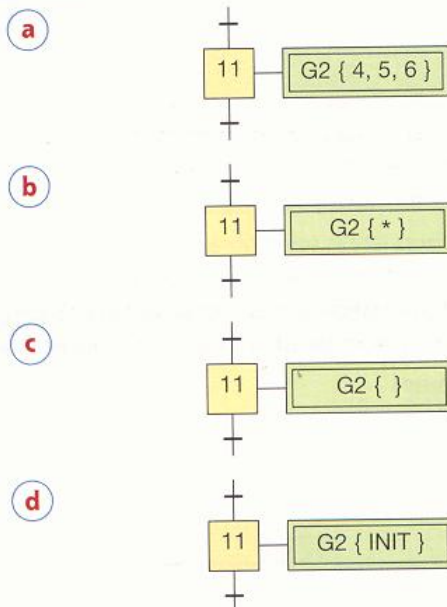 a
11 G2 { 4, 5, 6 }
b
11 G2 { * }
c
11 G2 { }
d
11 G2 { INIT }